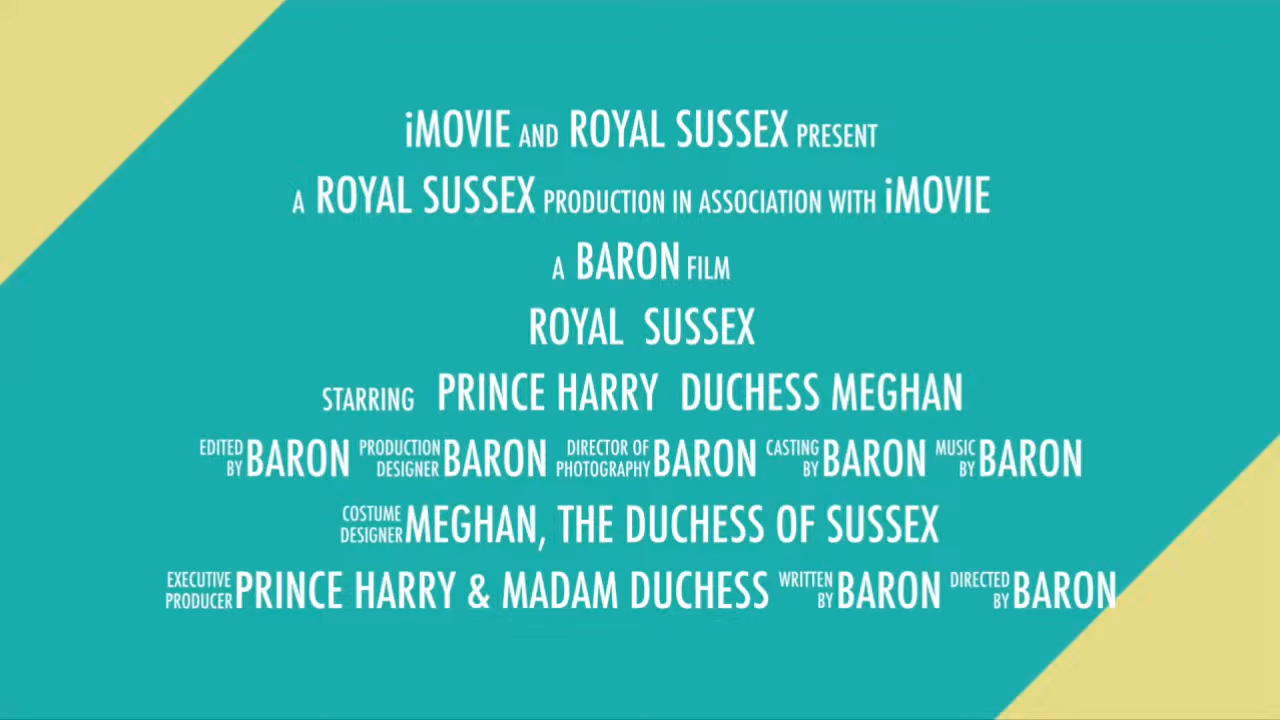 iMOVIE AND ROYAL SUSSEX PRESENT
A ROYAL SUSSEX PRODUCTION IN ASSOCIATION WITH iMOVIE
A BARON FILM
ROYAL SUSSEX
STARRING PRINCE HARRY DUCHESS MEGHAN
EDITED BY BARON PRODUCTION DESIGNER BARON DIRECTOR OF PHOTOGRAPHY BARON CASTING BY BARON MUSIC BY BARON
COSTUME DESIGNER MEGHAN, THE DUCHESS OF SUSSEX
EXECUTIVE PRODUCER PRINCE HARRY & MADAM DUCHESS WRITTEN BY BARON DIRECTED BY BARON